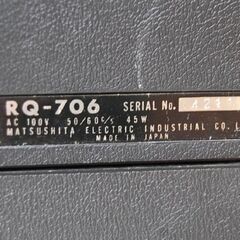 RQ-706 SERIAL No.
AC 100V 50/60c/s 45W
MATSUSHITA ELECTRIC INDUSTRIAL CO.
MADE IN JAPAN